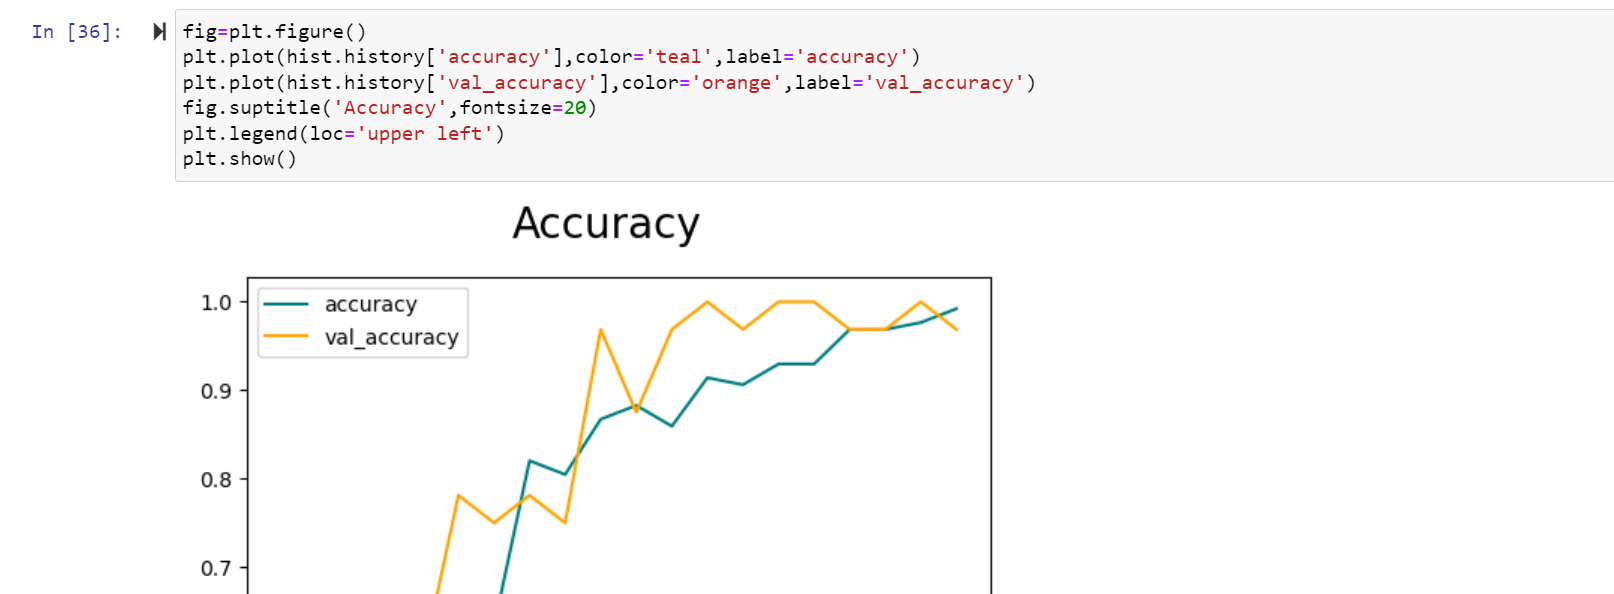 In [36]:
fig=plt.figure()
plt.plot(hist.history['accuracy'],color='teal',label='accuracy')
plt.plot(hist.history['val_accuracy'],color='orange',label='val_accuracy')
fig.suptitle('Accuracy',fontsize=20)
plt.legend(loc='upper left')
plt.show()
Accuracy
accuracy
val_accuracy
1.0
0.9
0.8
0.7